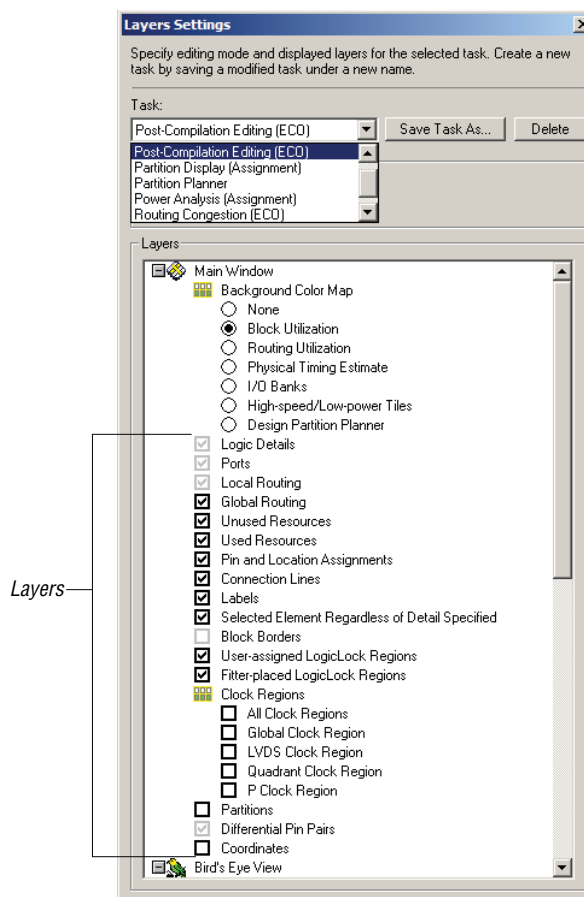 Layers Settings
Specify editing mode and displayed layers for the selected task. Create a new
task by saving a modified task under a new name.
Task:
Post-Compilation Editing (ECO)
Save Task As...
Delete
Post-Compilation Editing (ECO)
Partition Display (Assignment)
Partition Planner
Power Analysis (Assignment)
Routing Congestion (ECO)
Layers
Main Window
Background Color Map
None
Block Utilization
Routing Utilization
Physical Timing Estimate
I/O Banks
High-speed/Low-power Tiles
Design Partition Planner
Logic Details
Ports
Local Routing
Global Routing
Unused Resources
Used Resources
Pin and Location Assignments
Connection Lines
Layers
Labels
Selected Element Regardless of Detail Specified
Block Borders
User-assigned LogicLock Regions
Fitter-placed LogicLock Regions
Clock Regions
All Clock Regions
Global Clock Region
LVDS Clock Region
Quadrant Clock Region
P Clock Region
Partitions
Differential Pin Pairs
Coordinates
Bird's Eye View